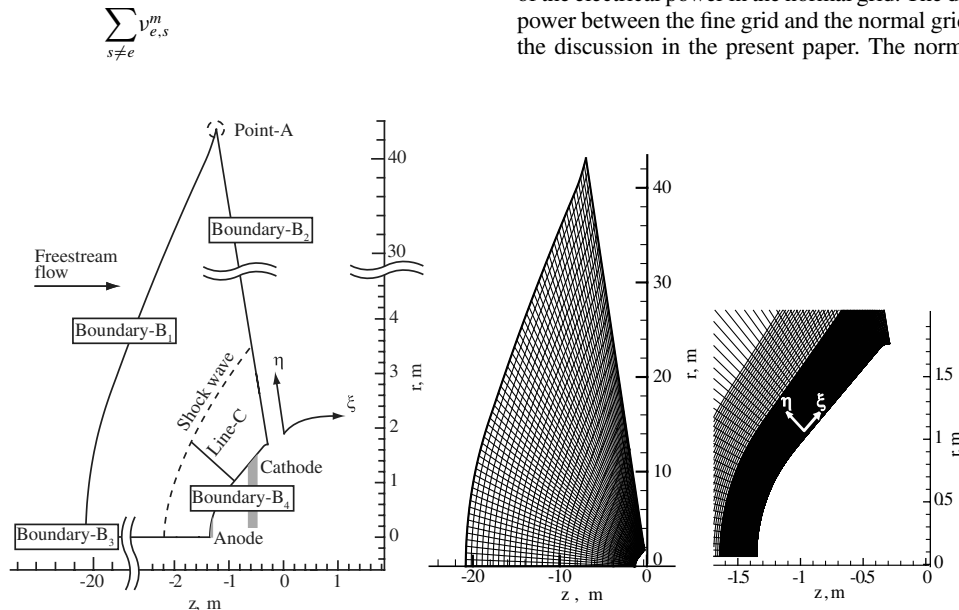 of the electrical power in the normal grid. The d
power between the fine grid and the normal grid
the discussion in the present paper. The norm
∑ ν^m_{e,s}
s≠e
Point-A
Boundary-B₂
Freestream
flow
Boundary-B₁
Shock wave
Line-C
η
ξ
Cathode
Boundary-B₄
Boundary-B₃
Anode
40
30
4
3
2
1
0
r, m
-20 -2 -1 0 1
z, m
40
30
20
10
0
r, m
-20 -10 0
z , m
η ξ
1.5
1
05
0
r, m
-1.5 -1 -0.5 0
z, m